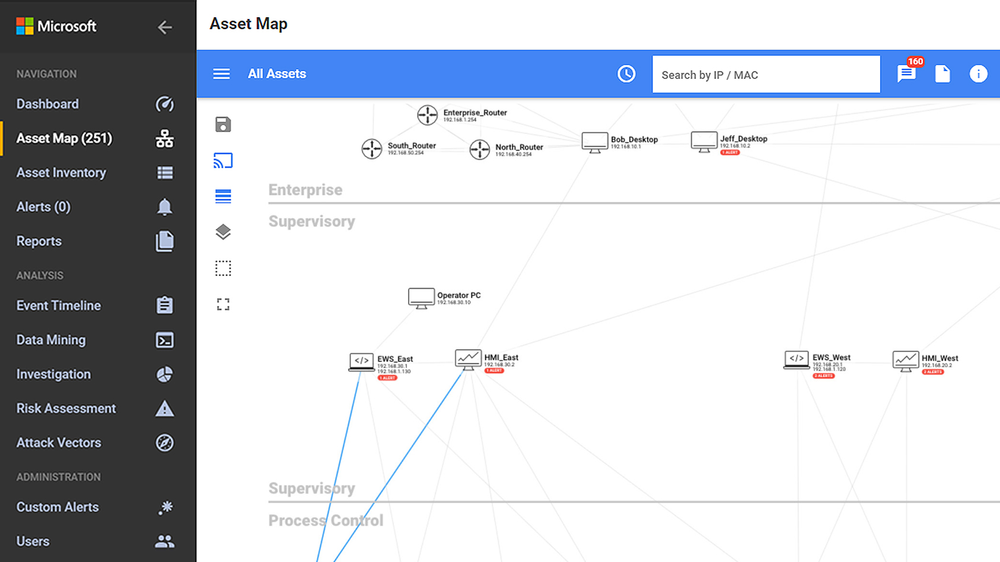 Microsoft
NAVIGATION
Dashboard
Asset Map (251)
Asset Inventory
Alerts (0)
Reports
ANALYSIS
Event Timeline
Data Mining
Investigation
Risk Assessment
Attack Vectors
ADMINISTRATION
Custom Alerts
Users
Asset Map
All Assets
Search by IP / MAC
160
Enterprise_Router
192.168.1.254
South_Router
192.168.50.254
North_Router
192.168.40.254
Bob_Desktop
192.168.10.1
Jeff_Desktop
192.168.10.2
1 ALERT
Enterprise
Supervisory
Operator PC
192.168.30.10
EWS_East
192.168.30.1
192.168.1.130
1 ALERT
HMI_East
192.168.30.2
1 ALERT
EWS_West
192.168.20.1
192.168.1.120
2 ALERTS
HMI_West
192.168.20.2
2 ALERTS
Supervisory
Process Control